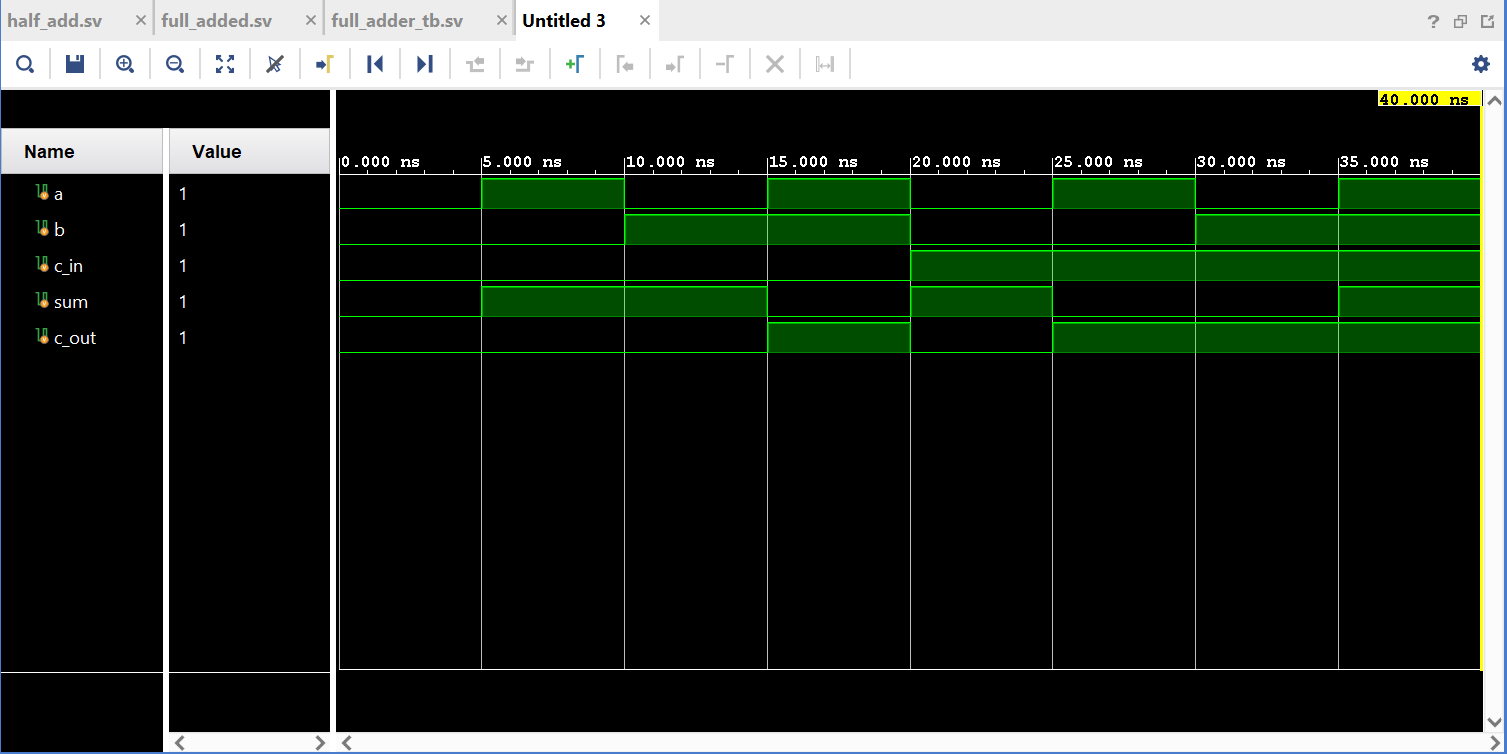 half_add.sv × full_added.sv × full_adder_tb.sv × Untitled 3 × ?
40.000 ns
Name Value
0.000 ns 5.000 ns 10.000 ns 15.000 ns 20.000 ns 25.000 ns 30.000 ns 35.000 ns
a 1
b 1
c_in 1
sum 1
c_out 1